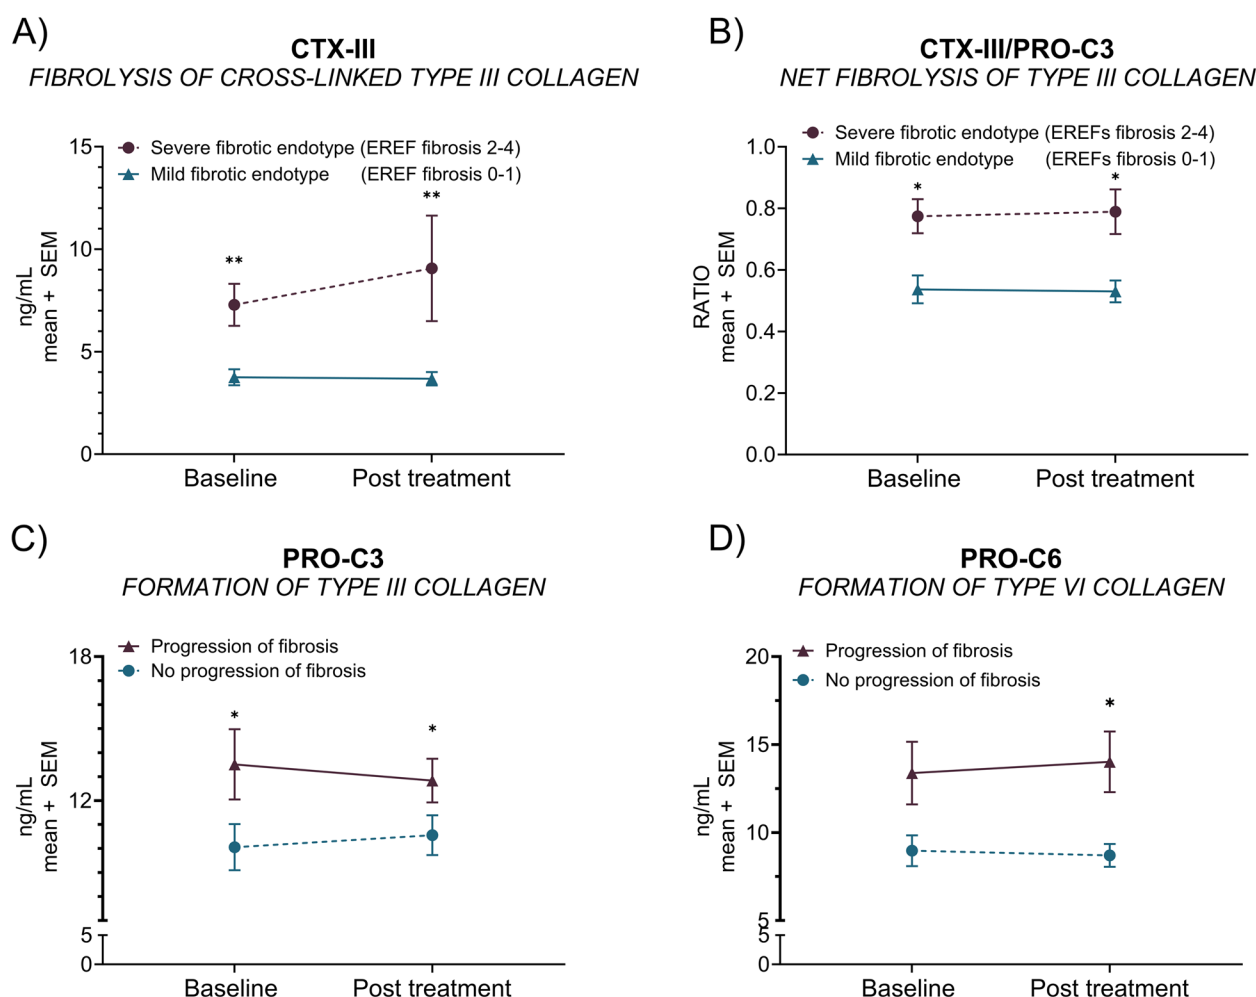 A)
CTX-III
FIBROLYSIS OF CROSS-LINKED TYPE III COLLAGEN
Severe fibrotic endotype (EREF fibrosis 2-4)
Mild fibrotic endotype (EREF fibrosis 0-1)
ng/mL
mean + SEM
15
10
5
0
**
**
Baseline
Post treatment
B)
CTX-III/PRO-C3
NET FIBROLYSIS OF TYPE III COLLAGEN
Severe fibrotic endotype (EREFs fibrosis 2-4)
Mild fibrotic endotype (EREFs fibrosis 0-1)
RATIO
mean + SEM
1.0
0.8
0.6
0.4
0.2
0.0
*
*
Baseline
Post treatment
C)
PRO-C3
FORMATION OF TYPE III COLLAGEN
Progression of fibrosis
No progression of fibrosis
ng/mL
mean + SEM
18
12
5
0
*
*
Baseline
Post treatment
D)
PRO-C6
FORMATION OF TYPE VI COLLAGEN
Progression of fibrosis
No progression of fibrosis
ng/mL
mean + SEM
20
15
10
5
5
0
*
Baseline
Post treatment